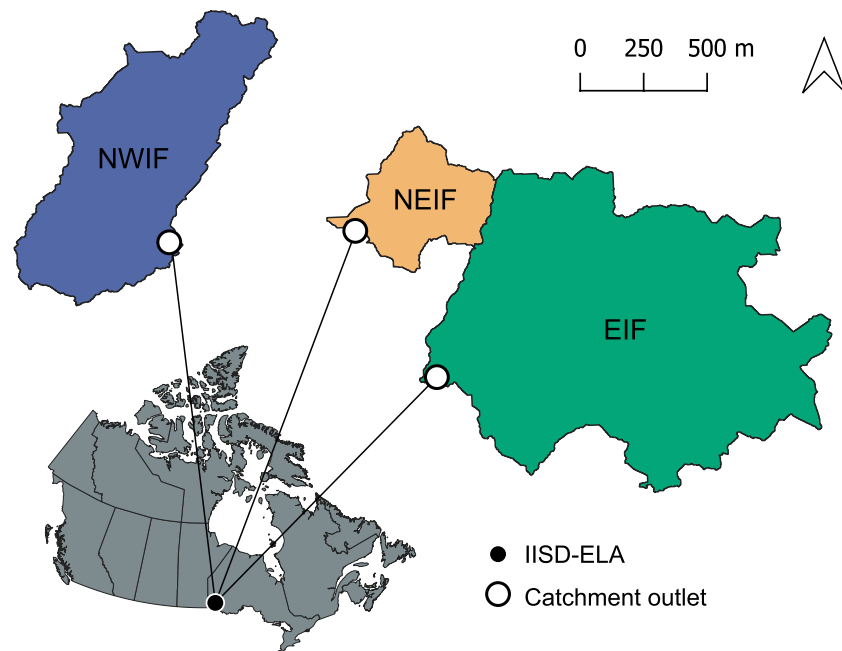 0 250 500 m
NWIF
NEIF
EIF
IISD-ELA
Catchment outlet